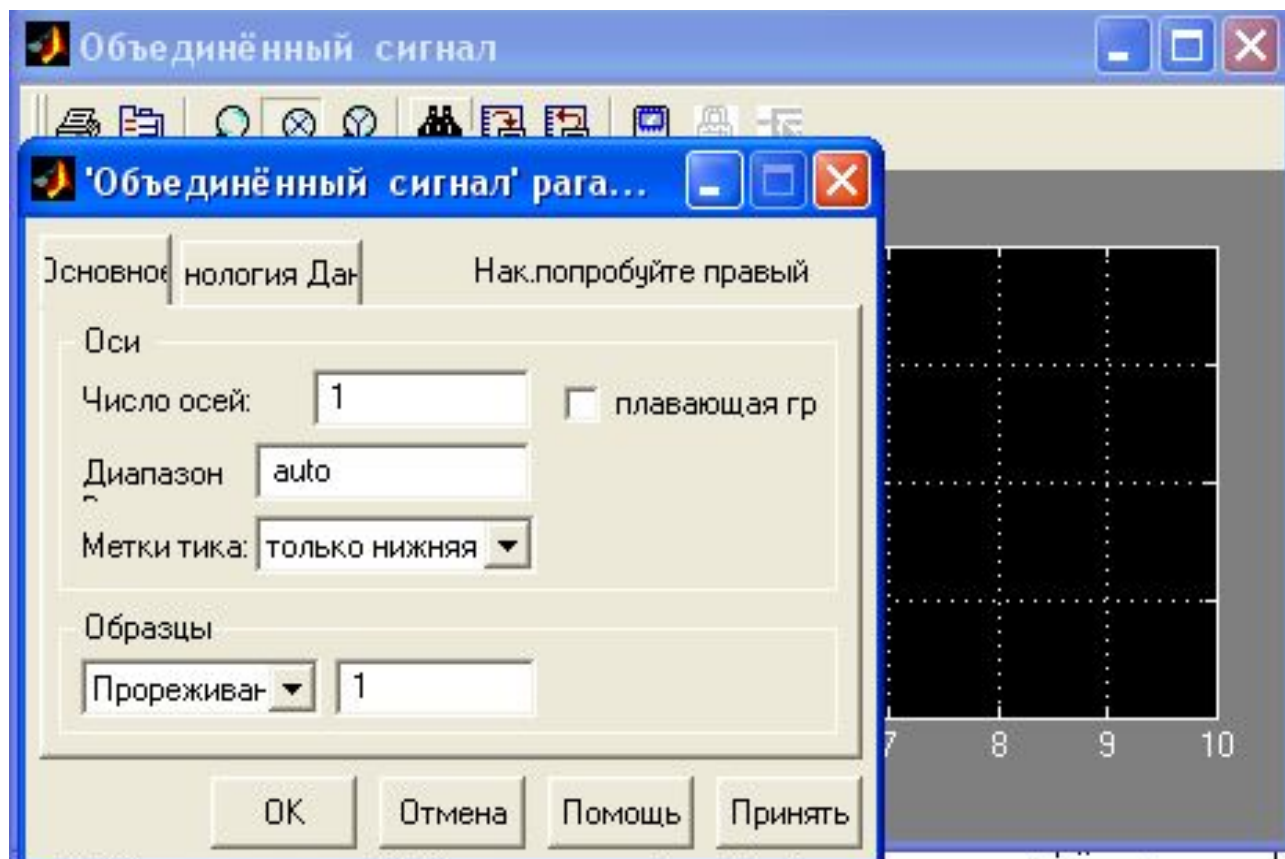 Объединённый сигнал
'Объединённый сигнал' para...
Основное
нология Дан
Нак.попробуйте правый
Оси
Число осей: 1
плавающая гр
Диапазон auto
Метки тика: только нижняя
Образцы
Прореживан 1
7 8 9 10
OK Отмена Помощь Принять